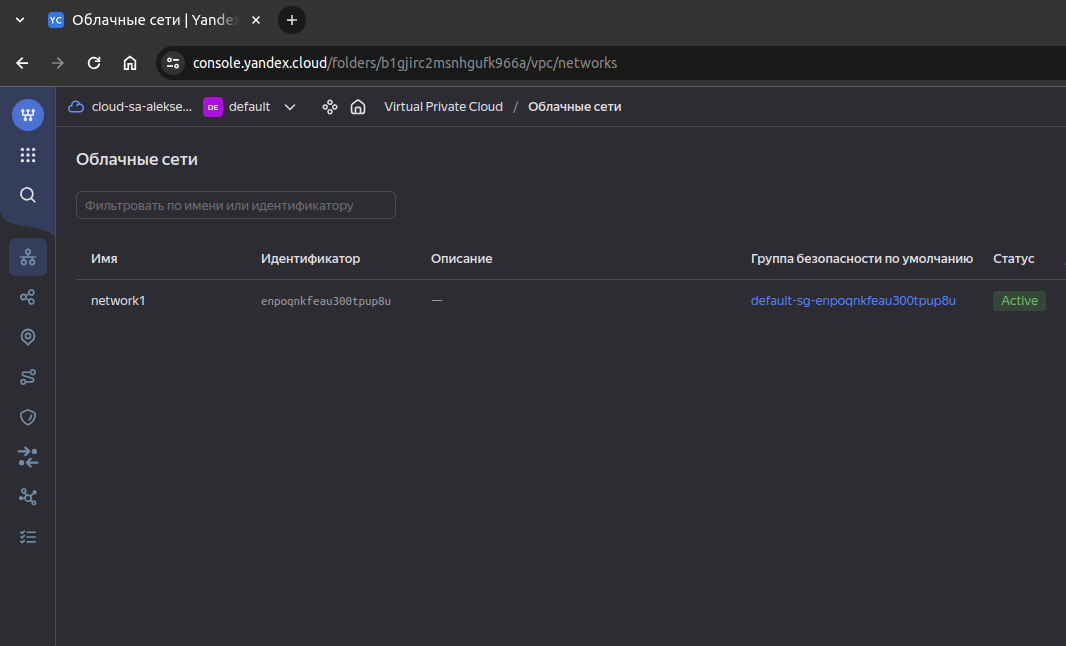 YC Облачные сети | Yandex
console.yandex.cloud/folders/b1gjirc2msnhgufk966a/vpc/networks
cloud-sa-alekse... DE default Virtual Private Cloud / Облачные сети
Облачные сети
Фильтровать по имени или идентификатору
Имя Идентификатор Описание Группа безопасности по умолчанию Статус
network1 enpoqnkfeau300tpup8u — default-sg-enpoqnkfeau300tpup8u Active